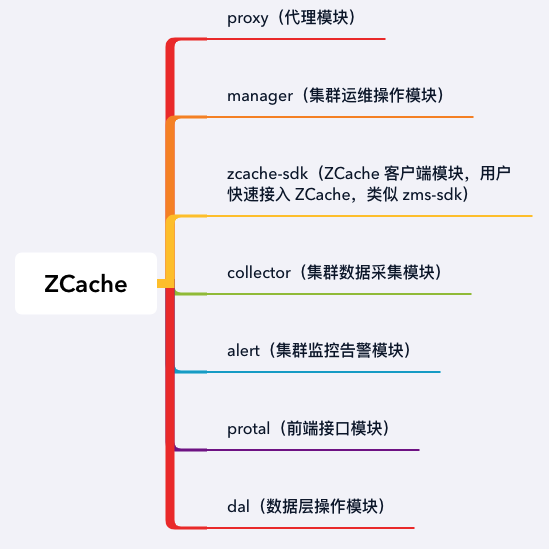 proxy（代理模块）
manager（集群运维操作模块）
zcache-sdk（ZCache 客户端模块，用户
快速接入 ZCache，类似 zms-sdk）
ZCache
collector（集群数据采集模块）
alert（集群监控告警模块）
protal（前端接口模块）
dal（数据层操作模块）